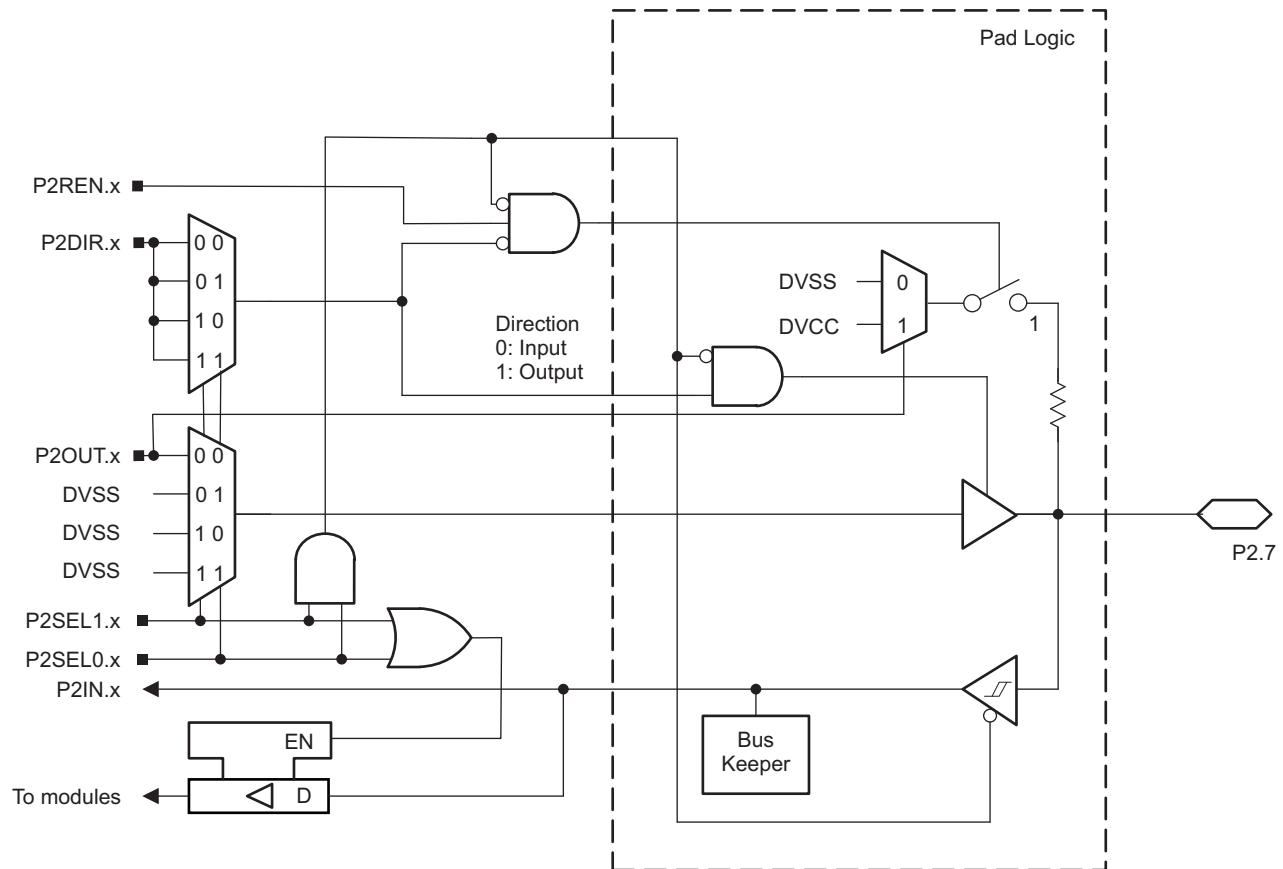 Pad Logic
P2REN.x
P2DIR.x
0 0
0 1
1 0
1 1
Direction
0: Input
1: Output
DVSS
DVCC
0
1
1
P2OUT.x
DVSS
DVSS
DVSS
0 0
0 1
1 0
1 1
P2.7
P2SEL1.x
P2SEL0.x
P2IN.x
EN
D
To modules
Bus
Keeper